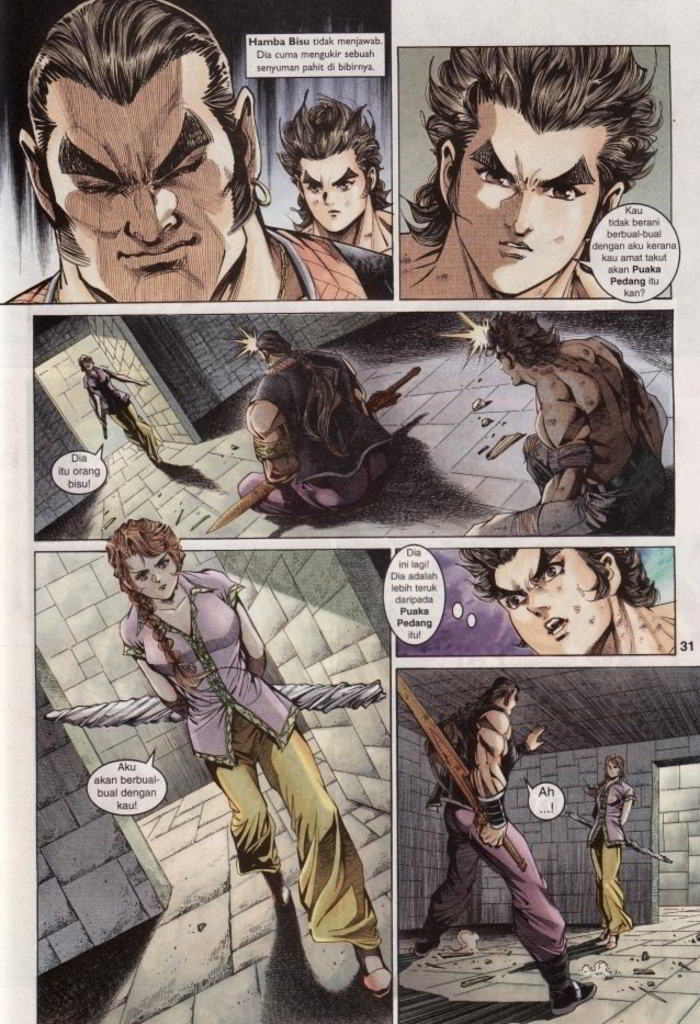 Hamba Bisu tidak menjawab.
Dia cuma mengukir sebuah
senyuman pahit di bibirnya.
Kau
tidak berani
berbual-bual
dengan aku kerana
kau amat takut
akan Puaka
Pedang itu
kan?
Dia
itu orang
bisu!
Aku
akan berbual-
bual dengan
kau!
Dia
ini lagi!
Dia adalah
lebih teruk
daripada
Puaka
Pedang
itu!
31
Ah
...!